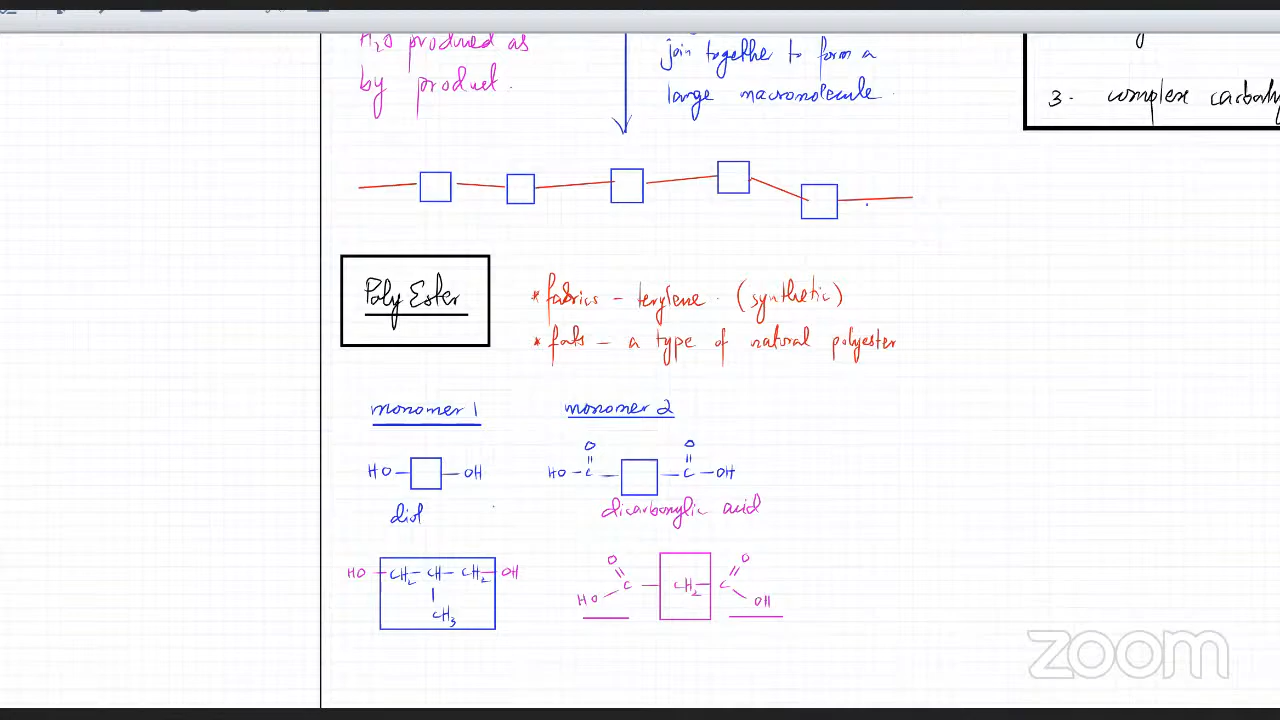 H2O produced as
by product.
join together to form a
large macromolecule.
3. complex
Poly Ester
* fabrics - terylene. (synthetic)
* fats - a type of natural polyester
monomer 1
monomer 2
HO OH
O O
HO - C C - OH
diol
dicarboxylic acid
HO CH2 - CH - CH2 OH
CH3
O O
C CH2 C
HO OH
zoom